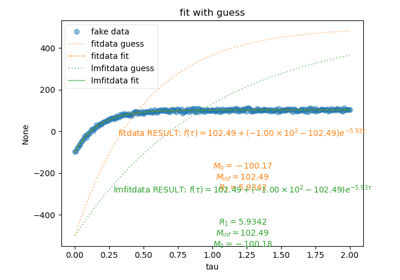 fit with guess
fake data
fitdata guess
fitdata fit
lmfitdata guess
lmfitdata fit
400
200
0
−200
−400
None
fitdata RESULT: f(τ) = 102.49 + (−1.00 × 10² − 102.49)e^−5.93τ
M₀ = −100.17
M_inf = 102.49
lmfitdata RESULT: f(τ) = 102.49 + (−1.00 × 10² − 102.49)e^−5.93τ
R₁ = 5.9342
M_inf = 102.49
M₀ = −100.18
0.00 0.25 0.50 0.75 1.00 1.25 1.50 1.75 2.00
tau